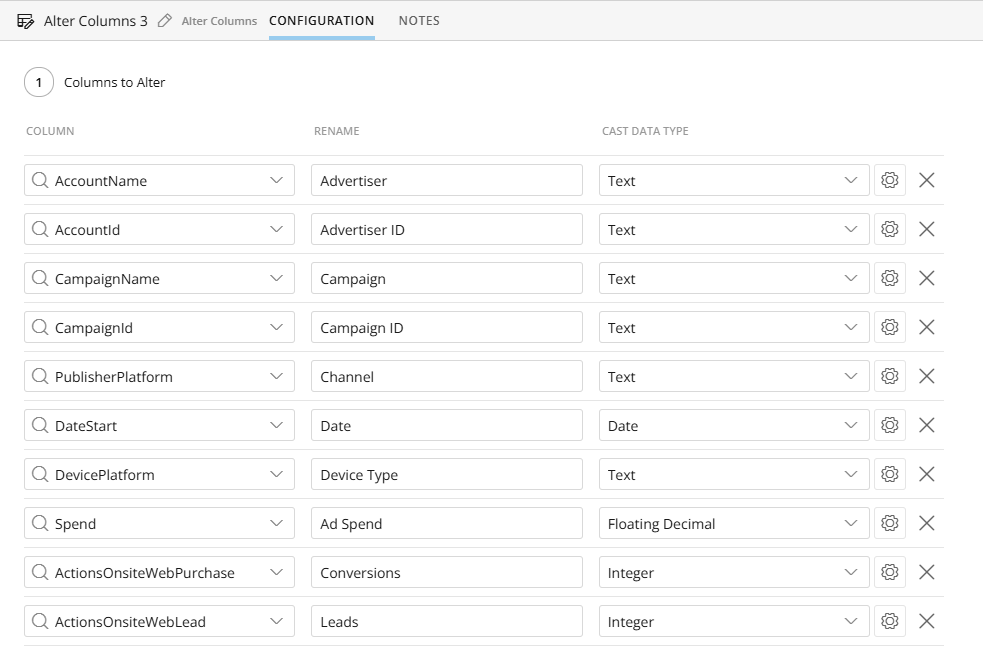 Alter Columns 3 Alter Columns CONFIGURATION NOTES
1 Columns to Alter
COLUMN RENAME CAST DATA TYPE
AccountName Advertiser Text
AccountId Advertiser ID Text
CampaignName Campaign Text
CampaignId Campaign ID Text
PublisherPlatform Channel Text
DateStart Date Date
DevicePlatform Device Type Text
Spend Ad Spend Floating Decimal
ActionsOnsiteWebPurchase Conversions Integer
ActionsOnsiteWebLead Leads Integer